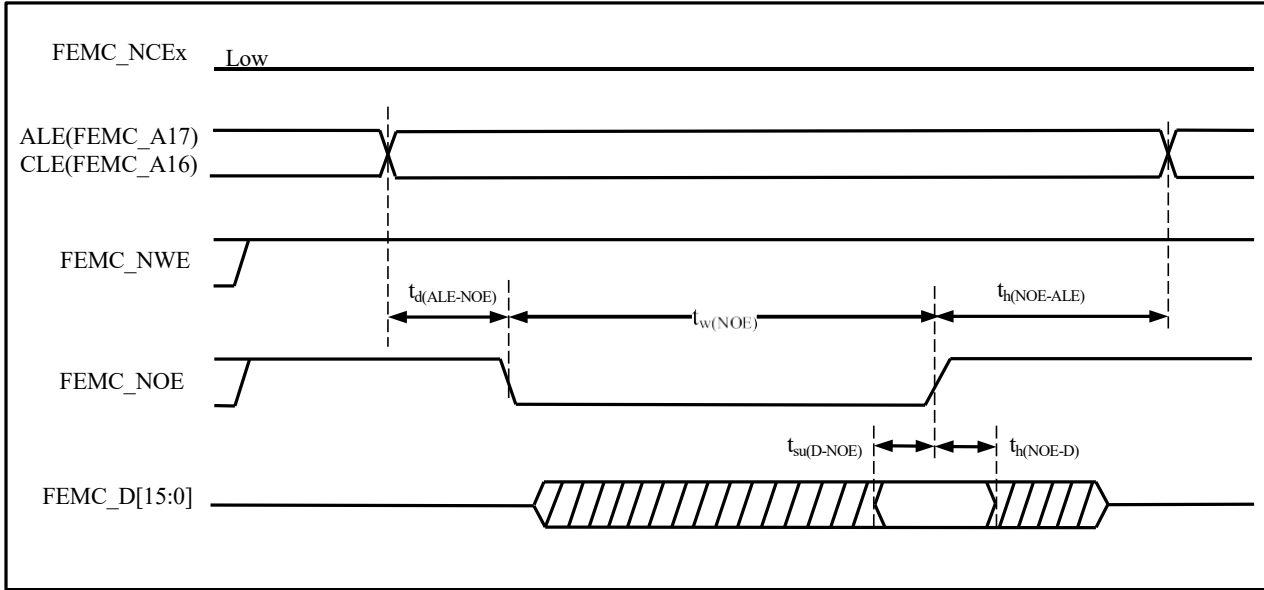 FEMC_NCEx
Low
ALE(FEMC_A17)
CLE(FEMC_A16)
FEMC_NWE
td(ALE-NOE)
tw(NOE)
th(NOE-ALE)
FEMC_NOE
tsu(D-NOE)
th(NOE-D)
FEMC_D[15:0]